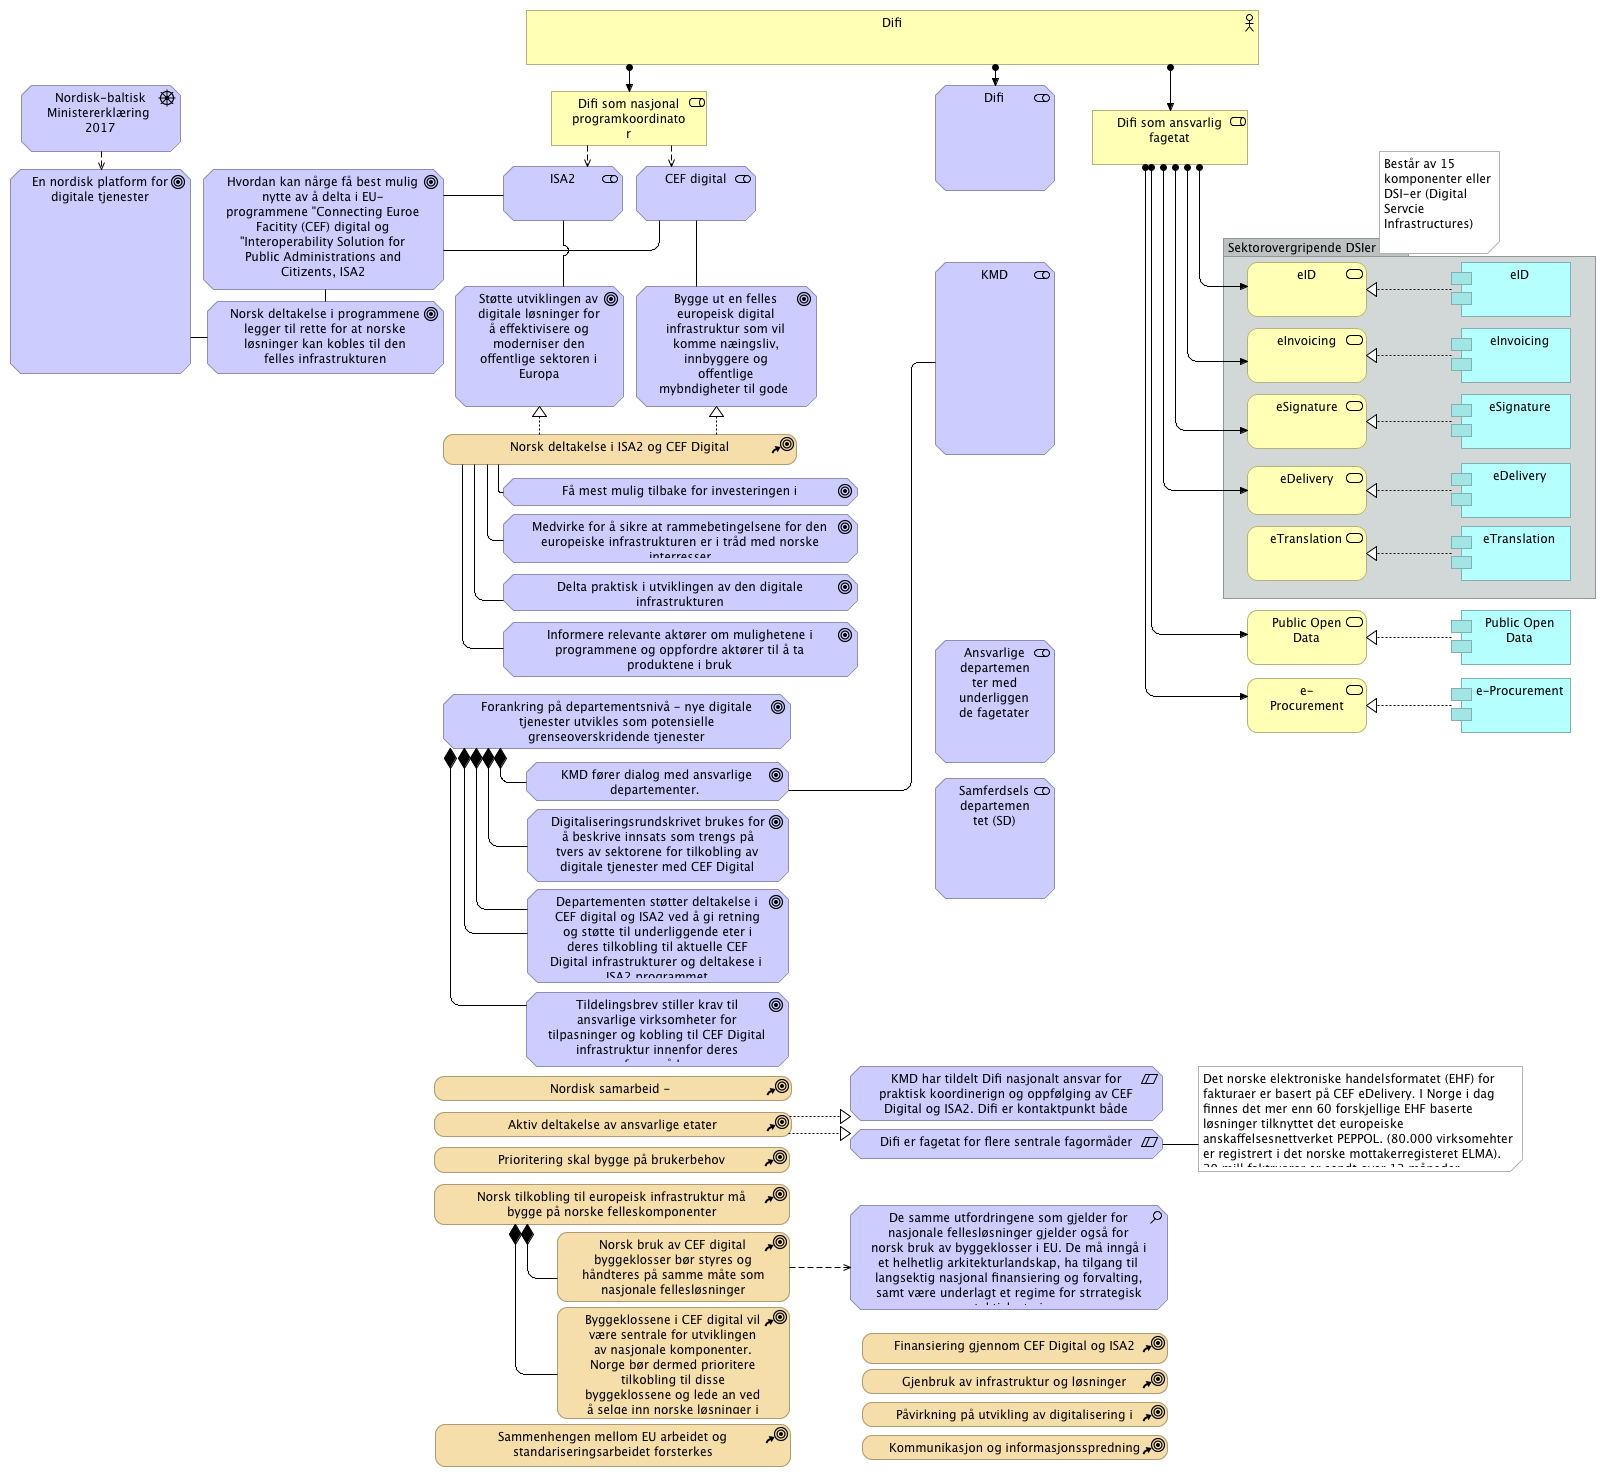 Difi
Nordisk-baltisk
Ministererklæring
2017
Difi som nasjonal
programkoordinato
r
Difi
Difi som ansvarlig
fagetat
Består av 15
komponenter eller
DSI-er (Digital
Servcie
Infrastructures)
En nordisk platform for
digitale tjenester
Hvordan kan nårge få best mulig
nytte av å delta i EU-
programmene "Connecting Euroe
Facitity (CEF) digital og
"Interoperability Solution for
Public Administrations and
Citizents, ISA2
ISA2
CEF digital
Norsk deltakelse i programmene
legger til rette for at norske
løsninger kan kobles til den
felles infrastrukturen
Støtte utviklingen av
digitale løsninger for
å effektivisere og
moderniser den
offentlige sektoren i
Europa
Bygge ut en felles
europeisk digital
infrastruktur som vil
komme næingsliv,
innbyggere og
offentlige
mybndigheter til gode
KMD
Sektorovergripende DSIer
eID
eID
eInvoicing
eInvoicing
eSignature
eSignature
eDelivery
eDelivery
eTranslation
eTranslation
Public Open
Data
Public Open
Data
e-
Procurement
e-Procurement
Norsk deltakelse i ISA2 og CEF Digital
Få mest mulig tilbake for investeringen i
Medvirke for å sikre at rammebetingelsene for den
europeiske infrastrukturen er i tråd med norske
interresser
Delta praktisk i utviklingen av den digitale
infrastrukturen
Informere relevante aktører om mulighetene i
programmene og oppfordre aktører til å ta
produktene i bruk
Ansvarlige
departemen
ter med
underliggen
de fagetater
Forankring på departementsnivå - nye digitale
tjenester utvikles som potensielle
grenseoverskridende tjenester
KMD fører dialog med ansvarlige
departementer.
Samferdsels
departemen
tet (SD)
Digitaliseringsrundskrivet brukes for
å beskrive innsats som trengs på
tvers av sektorene for tilkobling av
digitale tjenester med CEF Digital
Departementen støtter deltakelse i
CEF digital og ISA2 ved å gi retning
og støtte til underliggende eter i
deres tilkobling til aktuelle CEF
Digital infrastrukturer og deltakese i
ISA2 programmet
Tildelingsbrev stiller krav til
ansvarlige virksomheter for
tilpasninger og kobling til CEF Digital
infrastruktur innenfor deres
Nordisk samarbeid -
Aktiv deltakelse av ansvarlige etater
Prioritering skal bygge på brukerbehov
KMD har tildelt Difi nasjonalt ansvar for
praktisk koordinerign og oppfølging av CEF
Digital og ISA2. Difi er kontaktpunkt både
Difi er fagetat for flere sentrale fagormåder
Det norske elektroniske handelsformatet (EHF) for
fakturaer er basert på CEF eDelivery. I Norge i dag
finnes det mer enn 60 forskjellige EHF baserte
løsninger tilknyttet det europeiske
anskaffelsesnettverket PEPPOL. (80.000 virksomehter
er registrert i det norske mottakerregisteret ELMA).
Norsk tilkobling til europeisk infrastruktur må
bygge på norske felleskomponenter
Norsk bruk av CEF digital
byggeklosser bør styres og
håndteres på samme måte som
nasjonale fellesløsninger
De samme utfordringene som gjelder for
nasjonale fellesløsninger gjelder også for
norsk bruk av byggeklosser i EU. De må inngå i
et helhetlig arkitekturlandskap, ha tilgang til
langsektig nasjonal finansiering og forvalting,
samt være underlagt et regime for strrategisk
Byggeklossene i CEF digital vil
være sentrale for utviklingen
av nasjonale komponenter.
Norge bør dermed prioritere
tilkobling til disse
byggeklossene og lede an ved
å selge inn norske løsninger i
Finansiering gjennom CEF Digital og ISA2
Gjenbruk av infrastruktur og løsninger
Påvirkning på utvikling av digitalisering i
Kommunikasjon og informasjonsspredning
Sammenhengen mellom EU arbeidet og
standariseringsarbeidet forsterkes